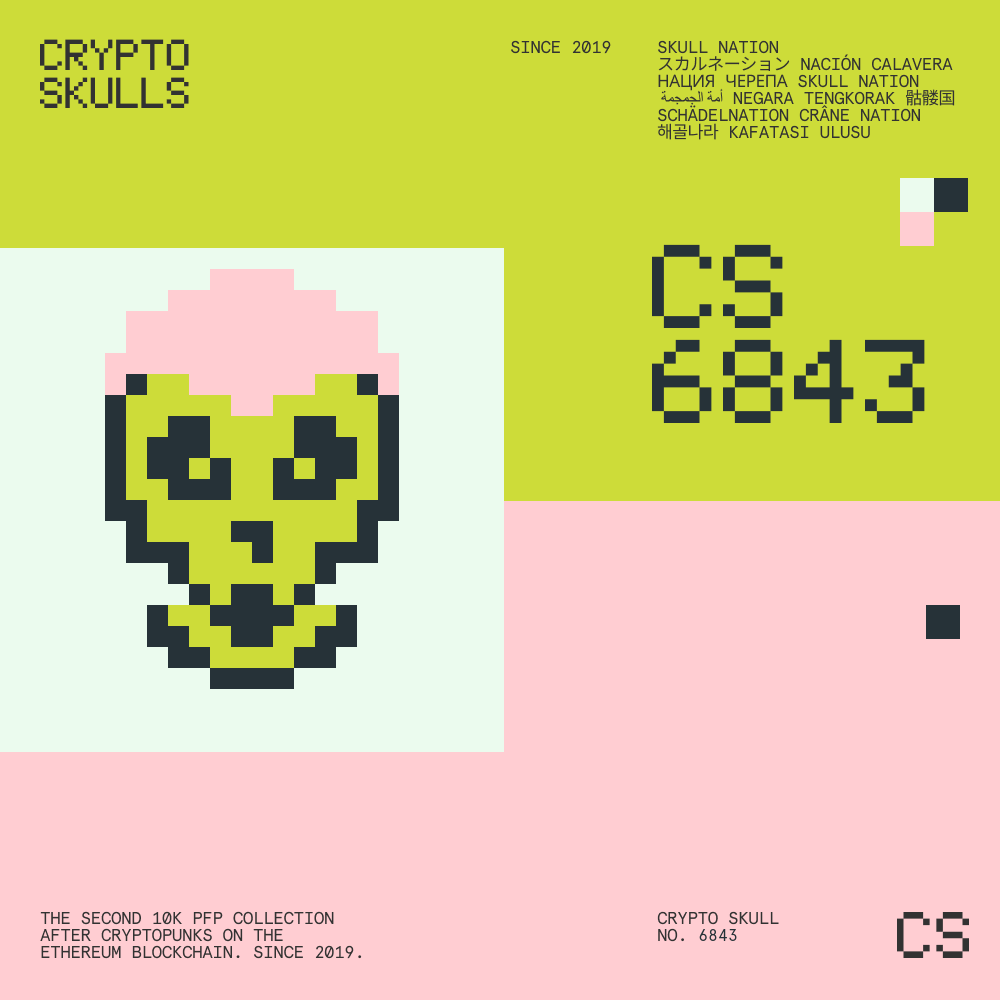 CRYPTO
SKULLS
SINCE 2019
SKULL NATION
スカルネーション NACIÓN CALAVERA
НАЦИЯ ЧЕРЕПА SKULL NATION
أمة الجمجمة NEGARA TENGKORAK 骷髅国
SCHÄDELNATION CRÂNE NATION
해골나라 KAFATASI ULUSU
CS
6843
THE SECOND 10K PFP COLLECTION
AFTER CRYPTOPUNKS ON THE
ETHEREUM BLOCKCHAIN. SINCE 2019.
CRYPTO SKULL
NO. 6843
CS